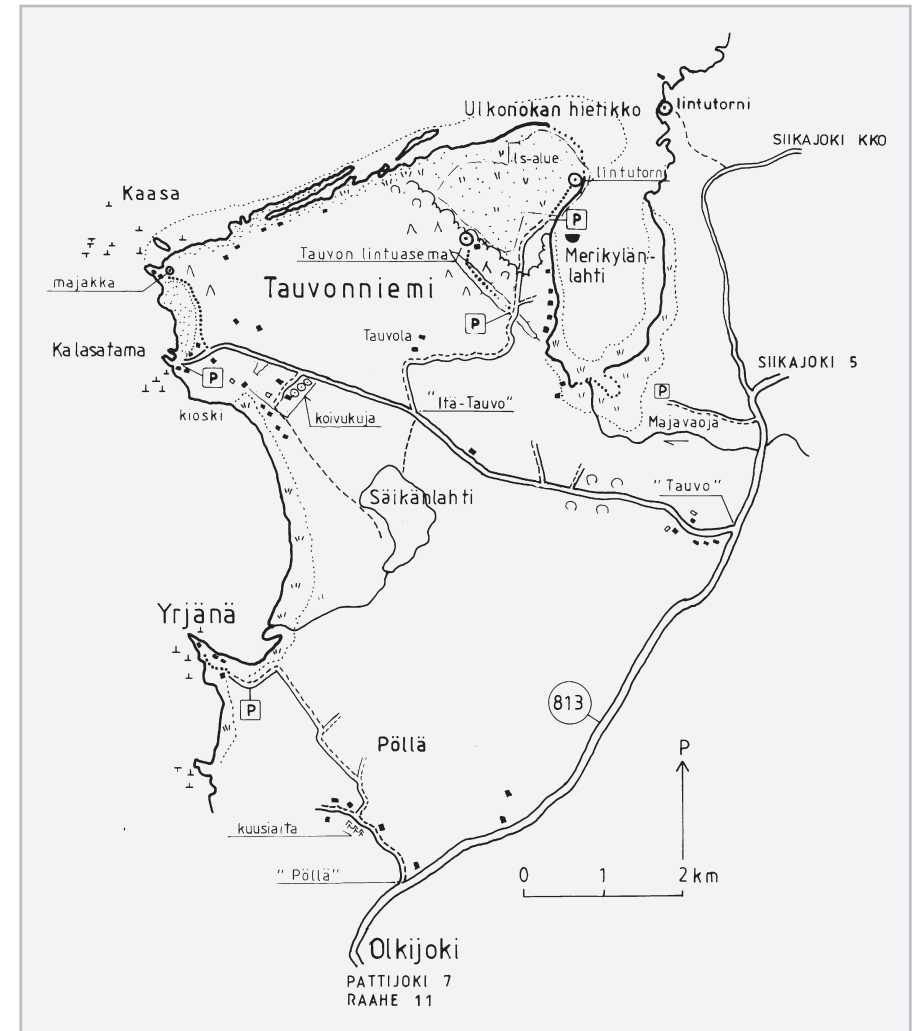 Ulkonokan hietikko
lintutorni
SIIKAJOKI KKO
ls-alue
lintutorni
Kaasa
P
Merikylän-
lahti
Tauvon lintuasema
majakka
Tauvonniemi
P
Tauvola
Kalasatama
SIIKAJOKI 5
P
P
"Itä-Tauvo"
kioski
koivukuja
Majavaoja
Säikänlahti
"Tauvo"
Yrjänä
P
813
Pöllä
P
kuusiaita
"Pöllä"
0 1 2 km
Olkijoki
PATTIJOKI 7
RAAHE 11